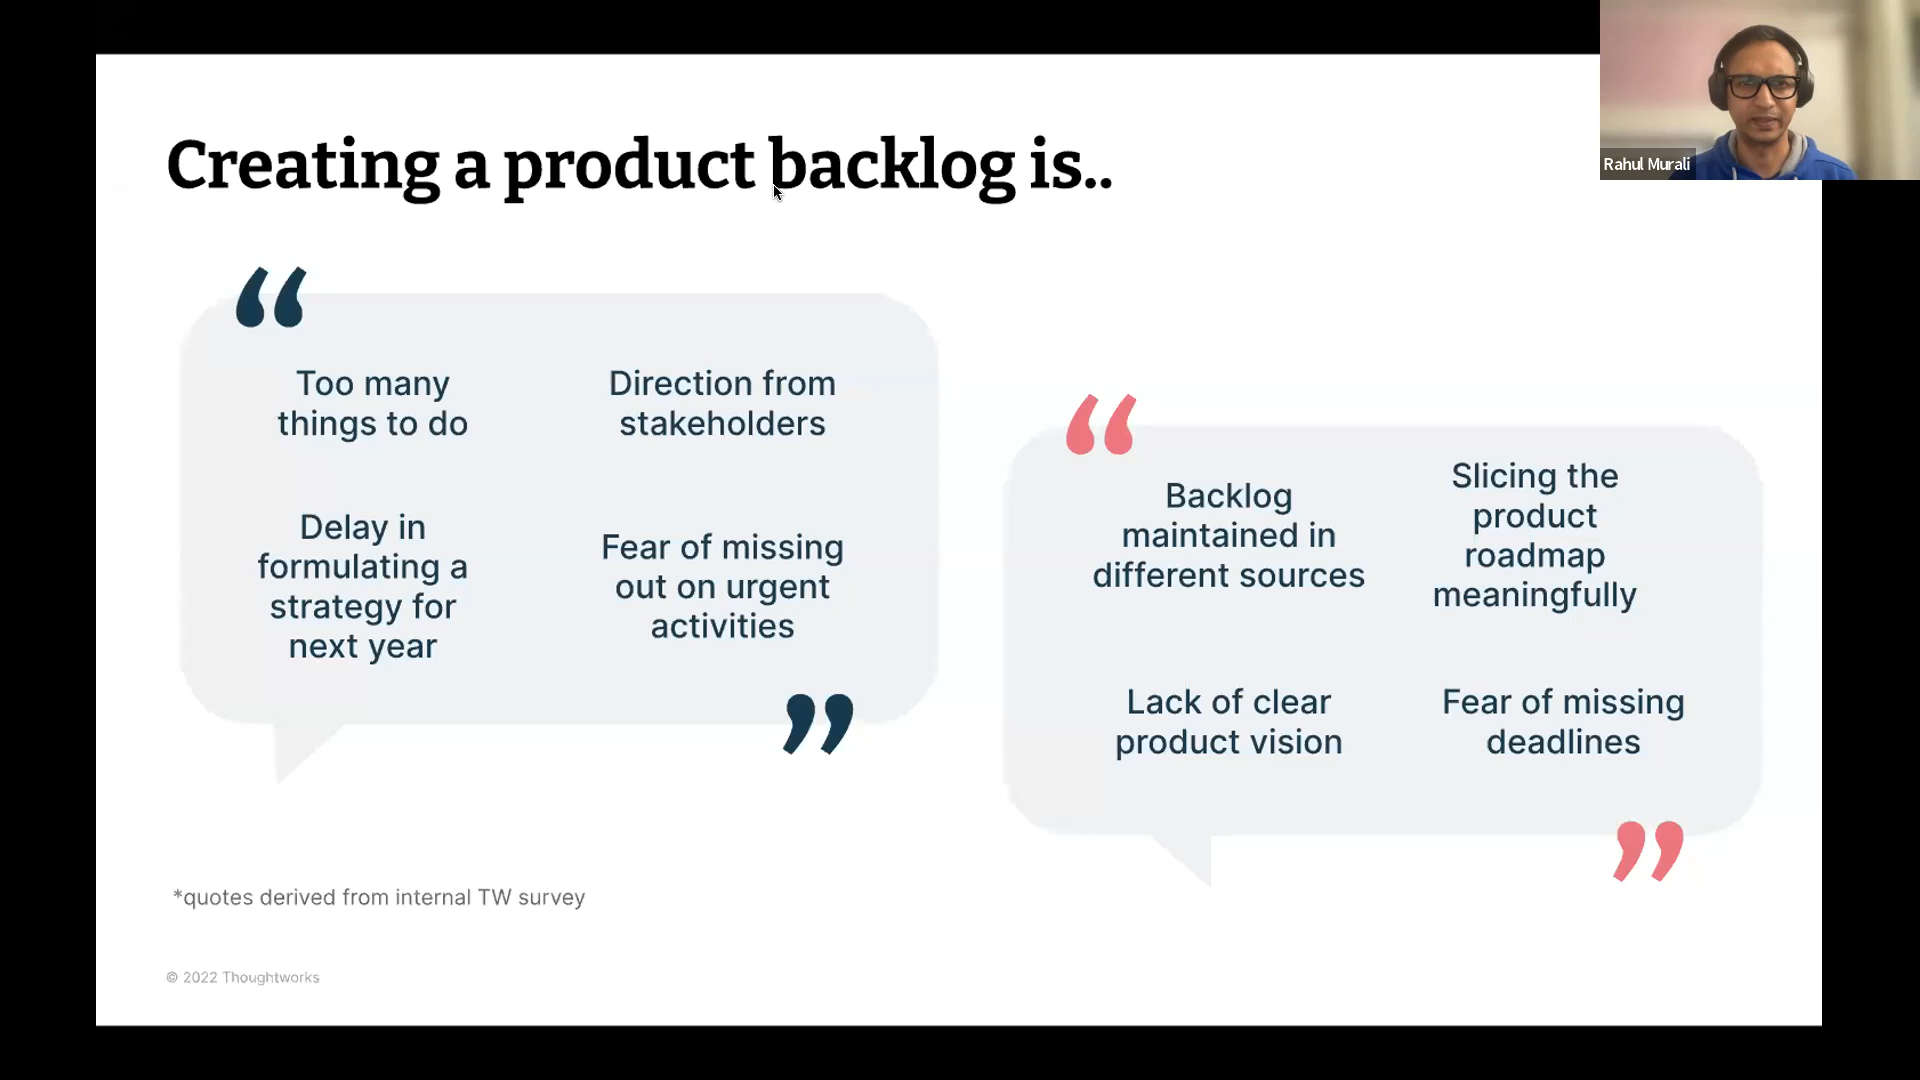 Creating a product backlog is..
Rahul Murali
“
Too many
things to do
Direction from
stakeholders
Delay in
formulating a
strategy for
next year
Fear of missing
out on urgent
activities
”
“
Backlog
maintained in
different sources
Slicing the
product
roadmap
meaningfully
Lack of clear
product vision
Fear of missing
deadlines
”
*quotes derived from internal TW survey
© 2022 Thoughtworks